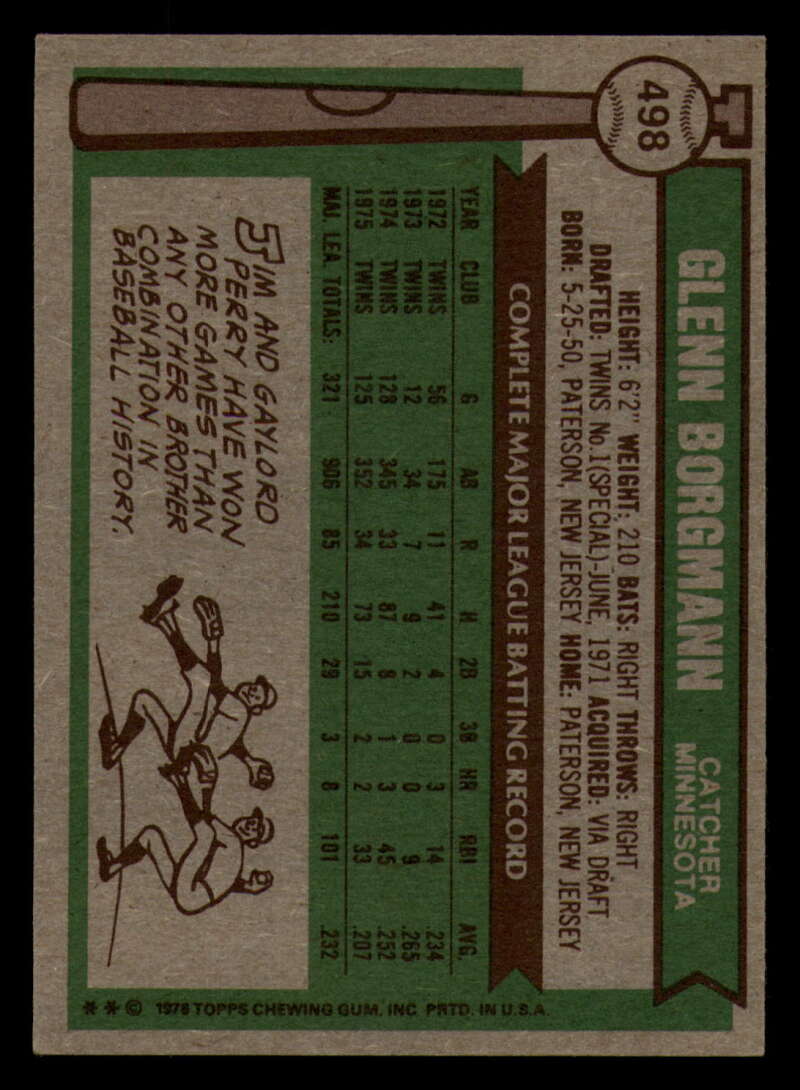 498
GLENN BORGMANN
CATCHER
MINNESOTA
HEIGHT: 6'2" WEIGHT: 210 BATS: RIGHT THROWS: RIGHT
DRAFTED: TWINS No.1(SPECIAL)-JUNE, 1971 ACQUIRED: VIA DRAFT
BORN: 5-25-50, PATERSON, NEW JERSEY HOME: PATERSON, NEW JERSEY
COMPLETE MAJOR LEAGUE BATTING RECORD
YEAR CLUB G AB R H 2B 3B HR RBI AVG.
1972 TWINS 56 175 11 41 4 0 3 14 .234
1973 TWINS 12 34 7 9 2 0 0 9 .265
1974 TWINS 128 345 33 87 8 1 3 45 .252
1975 TWINS 125 352 34 73 15 2 2 33 .207
MAJ. LEA. TOTALS: 321 906 85 210 29 3 8 101 .232
JIM AND GAYLORD
PERRY HAVE WON
MORE GAMES THAN
ANY OTHER BROTHER
COMBINATION IN
BASEBALL HISTORY.
** © 1976 TOPPS CHEWING GUM, INC. PRTD. IN U.S.A.